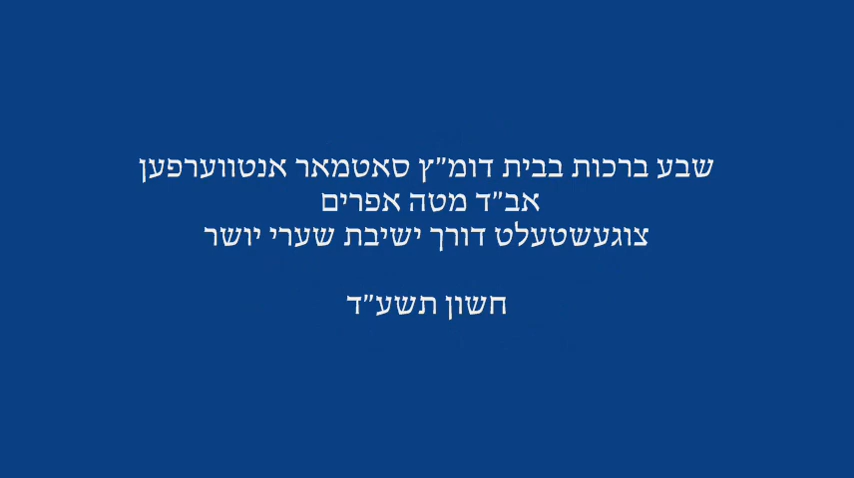 שבע ברכות בבית דומ"ץ סאטמאר אנטווערפען
אב"ד מטה אפרים
צוגעשטעלט דורך ישיבת שערי יושר
חשון תשע"ד